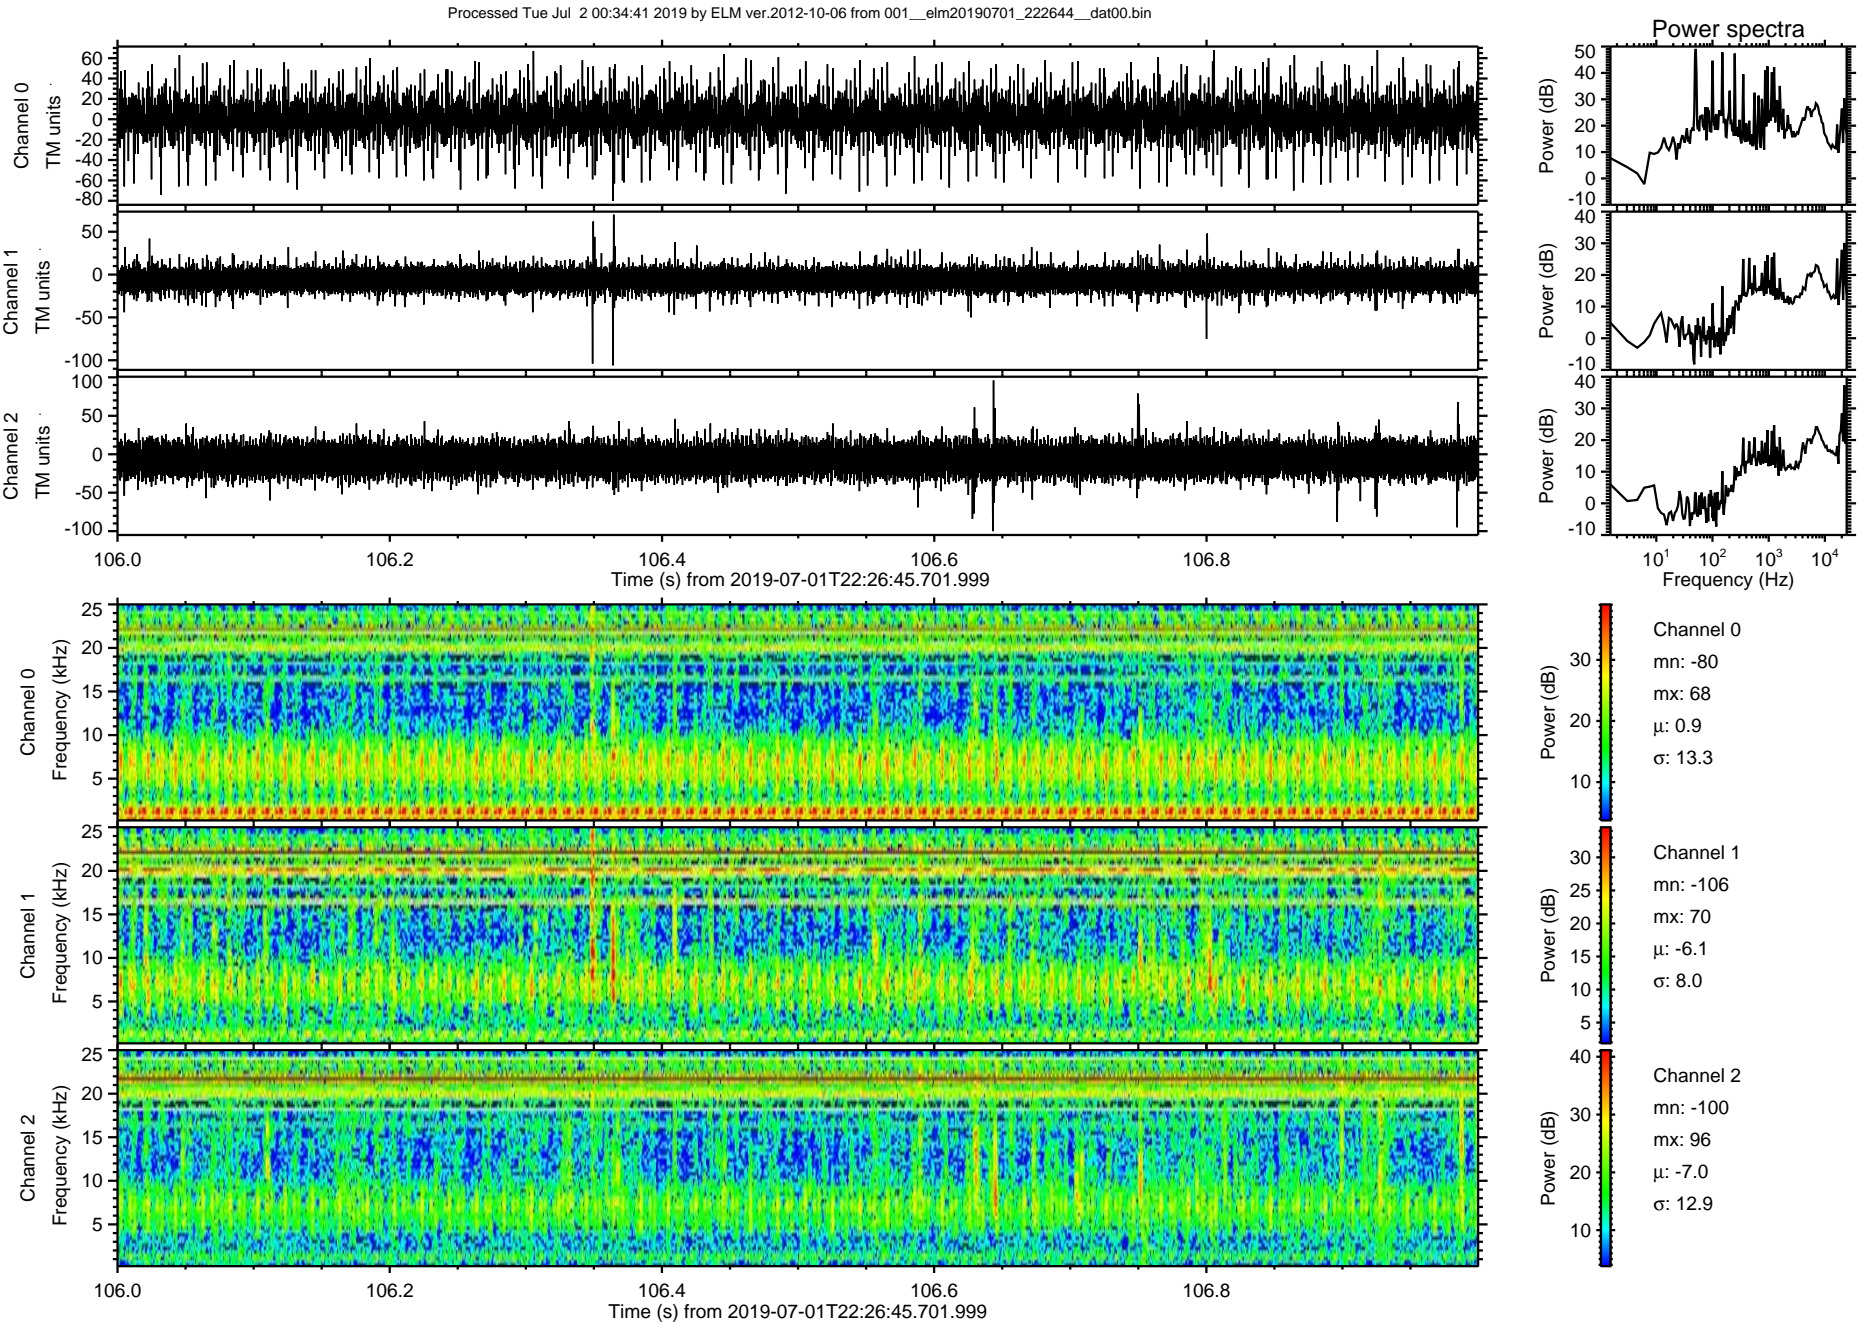 Processed Tue Jul  2 00:34:41 2019 by ELM ver.2012-10-06 from 001__elm20190701_222644__dat00.bin
Power spectra
Channel 0
TM units
60
40
20
0
-20
-40
-60
-80
Power (dB)
50
40
30
20
10
0
-10
Channel 1
TM units
50
0
-50
-100
Power (dB)
40
30
20
10
0
-10
Channel 2
TM units
100
50
0
-50
-100
Power (dB)
40
30
20
10
0
-10
106.0 106.2 106.4 106.6 106.8
Time (s) from 2019-07-01T22:26:45.701.999
10^1 10^2 10^3 10^4
Frequency (Hz)
Channel 0
Frequency (kHz)
25
20
15
10
5
Power (dB)
30
20
10
Channel 0
mn: -80
mx: 68
μ: 0.9
σ: 13.3
Channel 1
Frequency (kHz)
25
20
15
10
5
Power (dB)
30
25
20
15
10
5
Channel 1
mn: -106
mx: 70
μ: -6.1
σ: 8.0
Channel 2
Frequency (kHz)
25
20
15
10
5
Power (dB)
40
30
20
10
Channel 2
mn: -100
mx: 96
μ: -7.0
σ: 12.9
106.0 106.2 106.4 106.6 106.8
Time (s) from 2019-07-01T22:26:45.701.999